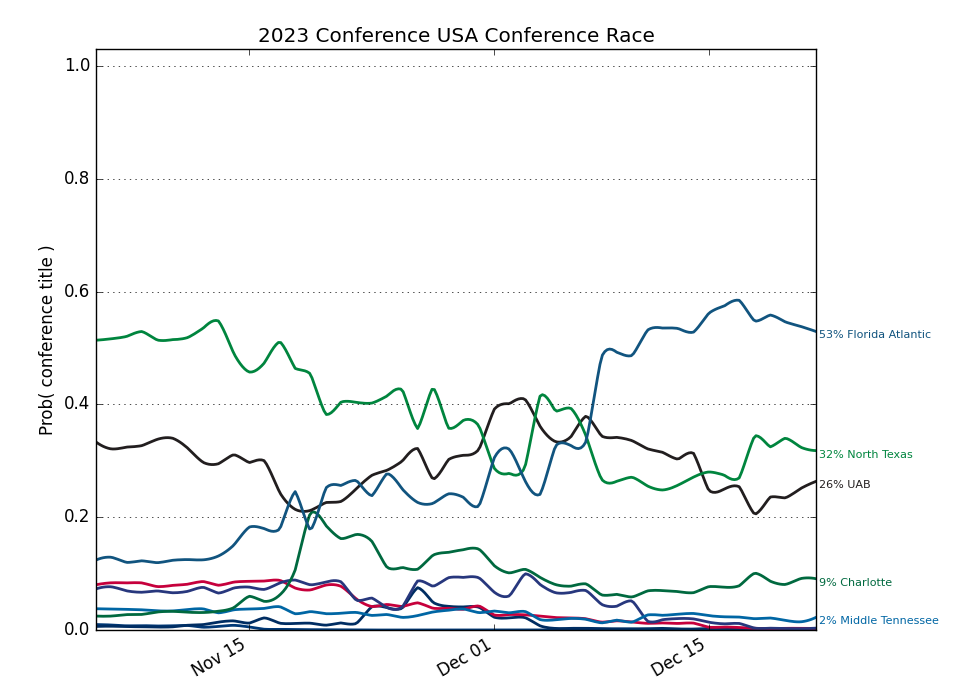 2023 Conference USA Conference Race
Prob( conference title )
1.0
0.8
0.6
0.4
0.2
0.0
Nov 15
Dec 01
Dec 15
53% Florida Atlantic
32% North Texas
26% UAB
9% Charlotte
2% Middle Tennessee